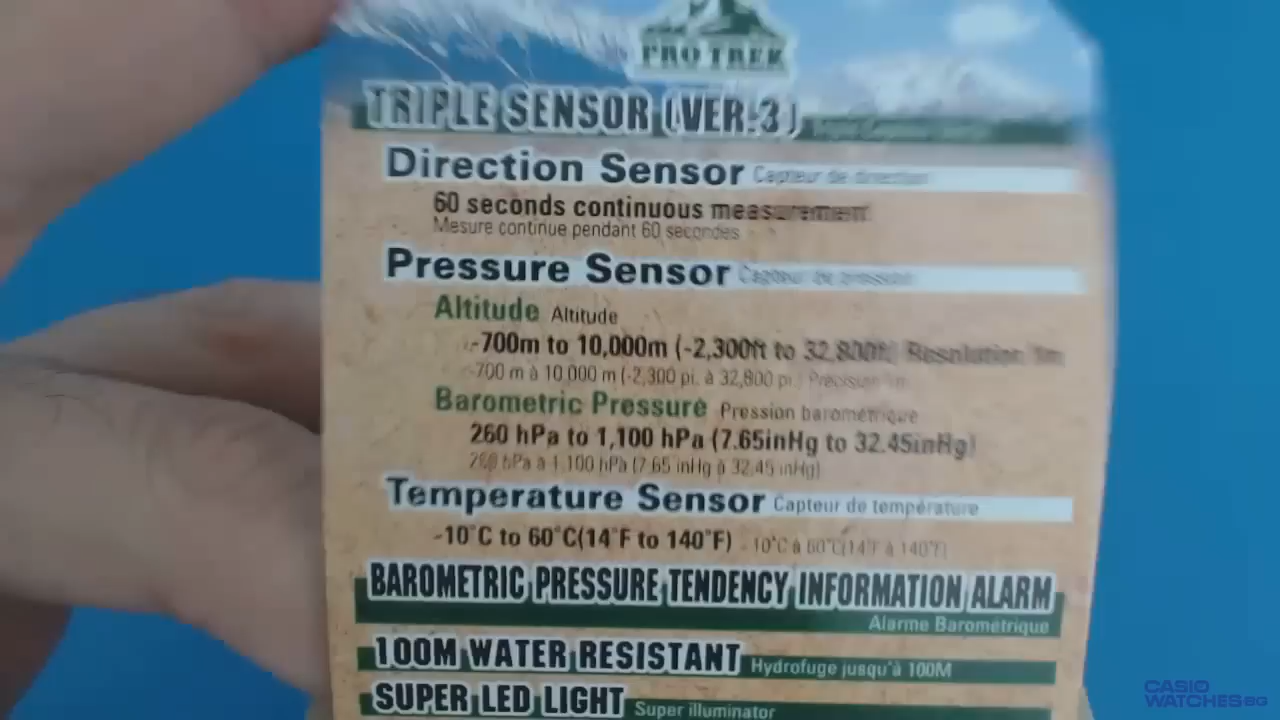 PRO TREK
TRIPLE SENSOR (VER.3)
Direction Sensor Capteur de direction
60 seconds continuous measurement
Mesure continue pendant 60 secondes
Pressure Sensor Capteur de pression
Altitude Altitude
-700m to 10,000m (-2,300ft to 32,800ft) Resolution 1m
-700 m à 10 000 m (-2,300 pi. à 32,800 pi.) Précision 1m
Barometric Pressure Pression barométrique
260 hPa to 1,100 hPa (7.65inHg to 32.45inHg)
260 hPa à 1,100 hPa (7.65 inHg à 32.45 inHg)
Temperature Sensor Capteur de température
-10°C to 60°C(14°F to 140°F) -10°C à 60°C(14°F à 140°F)
BAROMETRIC PRESSURE TENDENCY INFORMATION ALARM
Alarme Barométrique
100M WATER RESISTANT Hydrofuge jusqu'à 100M
SUPER LED LIGHT Super illuminator
CASIO
WATCHES BG